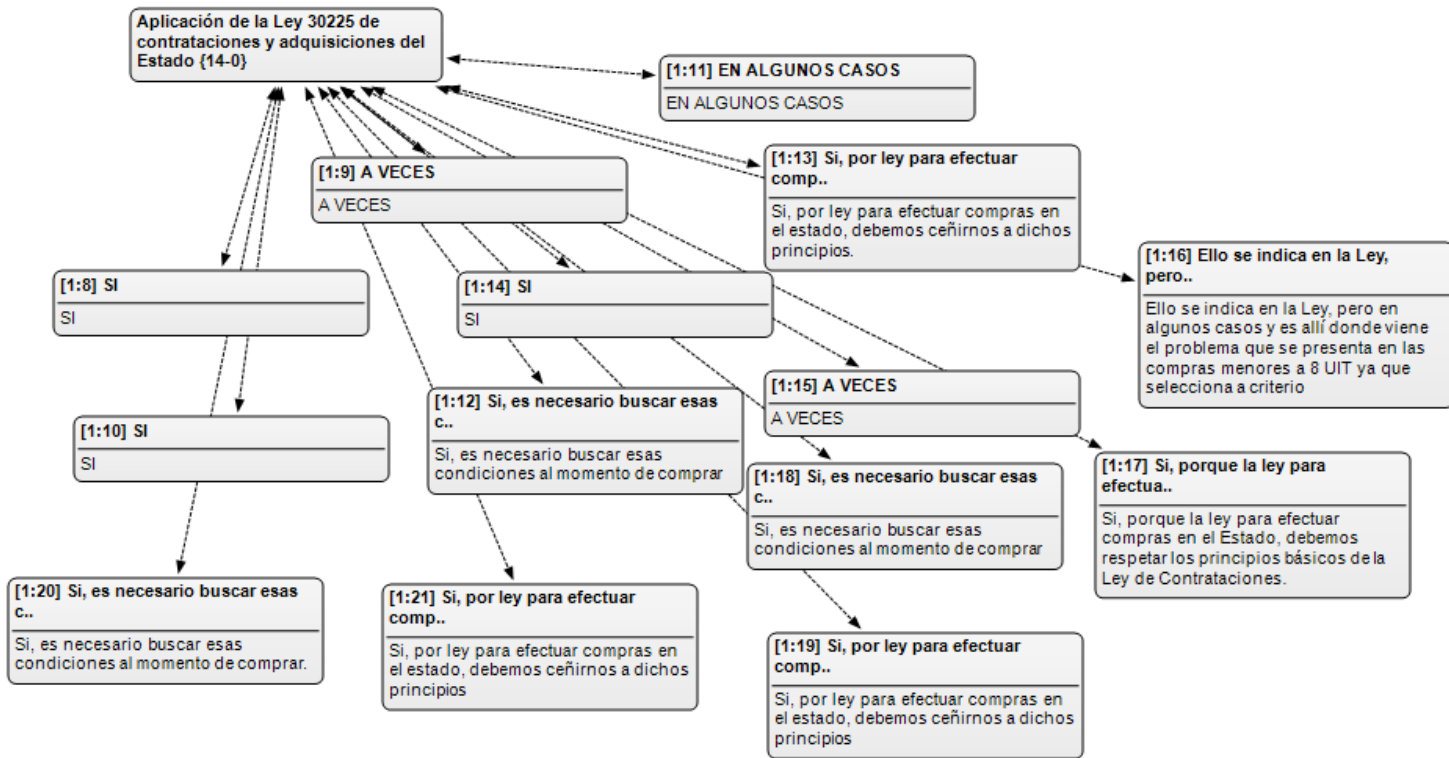 Aplicación de la Ley 30225 de
contrataciones y adquisiciones del
Estado {14-0}
[1:11] EN ALGUNOS CASOS
EN ALGUNOS CASOS
[1:13] Si, por ley para efectuar
comp..
Si, por ley para efectuar compras en
el estado, debemos ceñirnos a dichos
principios.
[1:9] A VECES
A VECES
[1:16] Ello se indica en la Ley,
pero..
Ello se indica en la Ley, pero en
algunos casos y es allí donde viene
el problema que se presenta en las
compras menores a 8 UIT ya que
selecciona a criterio
[1:8] SI
SI
[1:14] SI
SI
[1:15] A VECES
A VECES
[1:12] Si, es necesario buscar esas
c..
Si, es necesario buscar esas
condiciones al momento de comprar
[1:10] SI
SI
[1:18] Si, es necesario buscar esas
c..
Si, es necesario buscar esas
condiciones al momento de comprar
[1:17] Si, porque la ley para
efectua..
Si, porque la ley para efectuar
compras en el Estado, debemos
respetar los principios básicos de la
Ley de Contrataciones.
[1:20] Si, es necesario buscar esas
c..
Si, es necesario buscar esas
condiciones al momento de comprar.
[1:21] Si, por ley para efectuar
comp..
Si, por ley para efectuar compras en
el estado, debemos ceñirnos a dichos
principios
[1:19] Si, por ley para efectuar
comp..
Si, por ley para efectuar compras en
el estado, debemos ceñirnos a dichos
principios